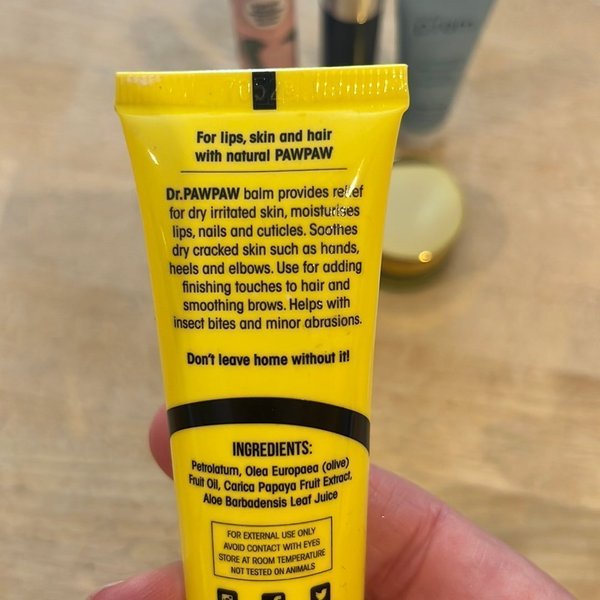 For lips, skin and hair
with natural PAWPAW
Dr.PAWPAW balm provides relief
for dry irritated skin, moisturises
lips, nails and cuticles. Soothes
dry cracked skin such as hands,
heels and elbows. Use for adding
finishing touches to hair and
smoothing brows. Helps with
insect bites and minor abrasions.
Don't leave home without it!
INGREDIENTS:
Petrolatum, Olea Europaea (olive)
Fruit Oil, Carica Papaya Fruit Extract,
Aloe Barbadensis Leaf Juice
FOR EXTERNAL USE ONLY
AVOID CONTACT WITH EYES
STORE AT ROOM TEMPERATURE
NOT TESTED ON ANIMALS